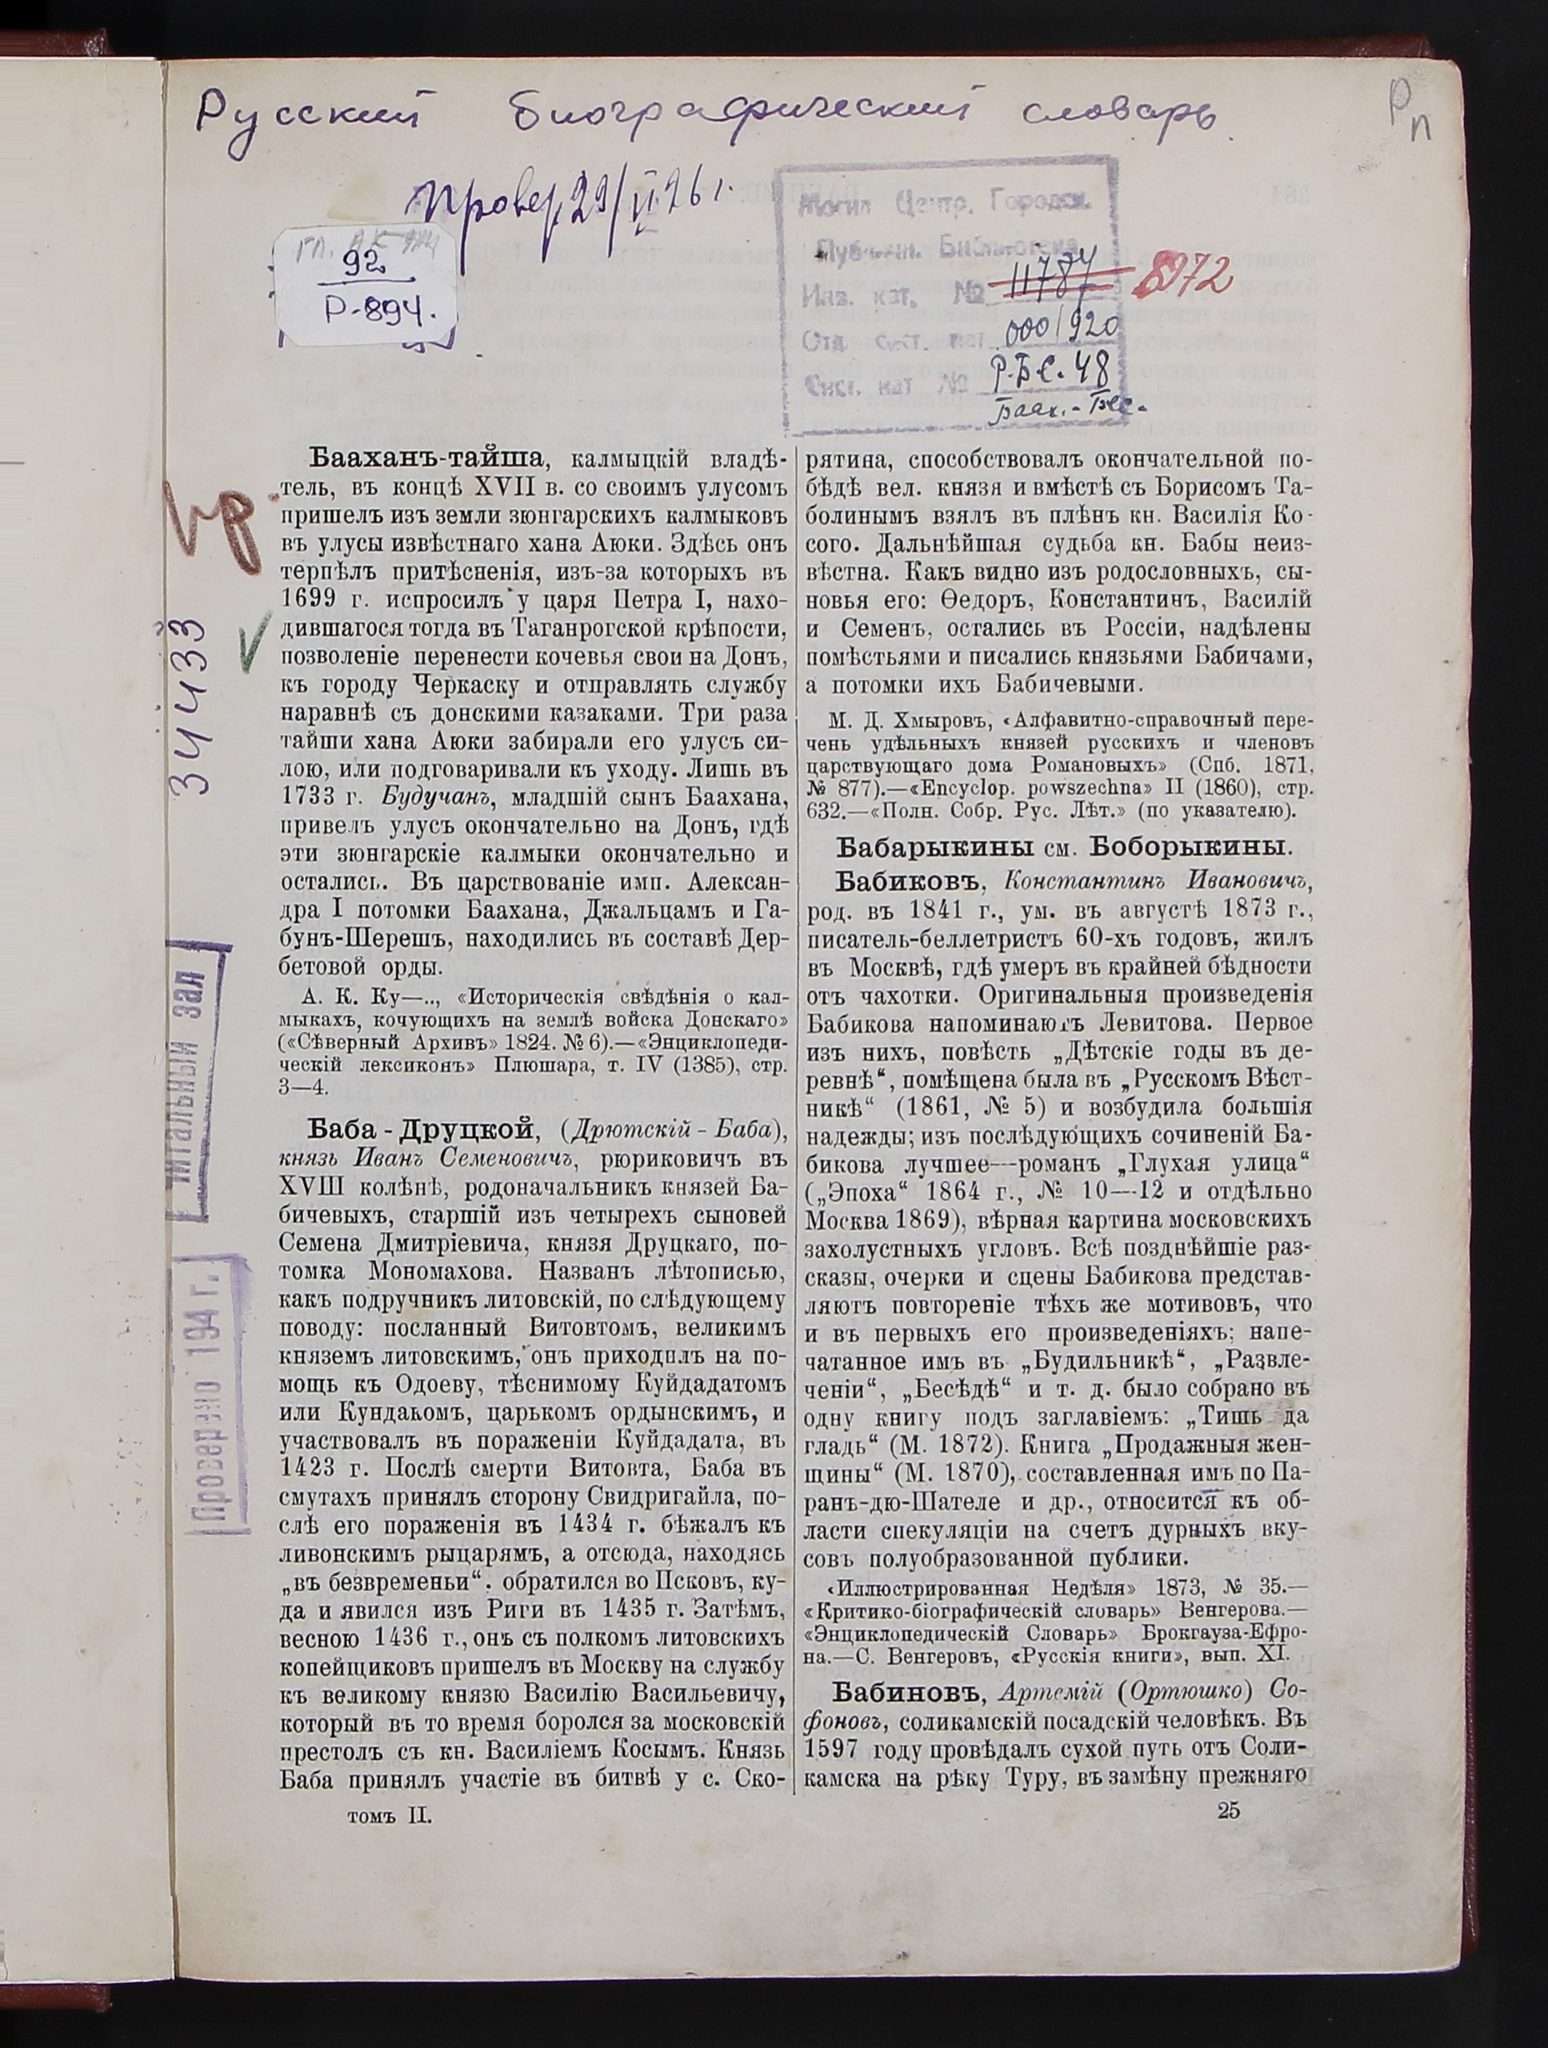 Русский биографический словарь
Рп
Провер. 29/VI 26 г.
Центр. Городск.
Публичн. Библиотека
Инв. кат. № 11787 8972
Отд. сист. кат. 000/920
кат № Р.Б.С. 48
Баах.-Бес.
92
Р-894.
34433
Читальный зал
Проверено 194 г.
Бааханъ-тайша, калмыцкій владѣ-
тель, въ концѣ XVII в. со своимъ улусомъ
пришелъ изъ земли зюнгарскихъ калмыковъ
въ улусы извѣстнаго хана Аюки. Здѣсь онъ
терпѣлъ притѣсненія, изъ-за которыхъ въ
1699 г. испросилъ у царя Петра I, нахо-
дившагося тогда въ Таганрогской крѣпости,
позволеніе перенести кочевья свои на Донъ,
къ городу Черкаску и отправлять службу
наравнѣ съ донскими казаками. Три раза
тайши хана Аюки забирали его улусъ си-
лою, или подговаривали къ уходу. Лишь въ
1733 г. Будучанъ, младшій сынъ Баахана,
привелъ улусъ окончательно на Донъ, гдѣ
эти зюнгарскіе калмыки окончательно и
остались. Въ царствованіе имп. Алексан-
дра I потомки Баахана, Джальцамъ и Га-
бунъ-Шерешъ, находились въ составѣ Дер-
бетовой орды.
А. К. Ку—.., «Историческія свѣдѣнія о кал-
мыкахъ, кочующихъ на землѣ войска Донскаго»
(«Сѣверный Архивъ» 1824. № 6).—«Энциклопеди-
ческій лексиконъ» Плюшара, т. IV (1385), стр.
3—4.
Баба-Друцкой, (Дрютскій-Баба),
князь Иванъ Семеновичъ, рюриковичъ въ
XVIII колѣнѣ, родоначальникъ князей Ба-
бичевыхъ, старшій изъ четырехъ сыновей
Семена Дмитріевича, князя Друцкаго, по-
томка Мономахова. Названъ лѣтописью,
какъ подручникъ литовскій, по слѣдующему
поводу: посланный Витовтомъ, великимъ
княземъ литовскимъ, онъ приходилъ на по-
мощь къ Одоеву, тѣснимому Куйдадатомъ
или Кундакомъ, царькомъ ордынскимъ, и
участвовалъ въ пораженіи Куйдадата, въ
1423 г. Послѣ смерти Витовта, Баба въ
смутахъ принялъ сторону Свидригайла, по-
слѣ его пораженія въ 1434 г. бѣжалъ къ
ливонскимъ рыцарямъ, а отсюда, находясь
„въ безвременьи“. обратился во Псковъ, ку-
да и явился изъ Риги въ 1435 г. Затѣмъ,
весною 1436 г., онъ съ полкомъ литовскихъ
копейщиковъ пришелъ въ Москву на службу
къ великому князю Василію Васильевичу,
который въ то время боролся за московскій
престолъ съ кн. Василіемъ Косымъ. Князь
Баба принялъ участіе въ битвѣ у с. Ско-
томъ II.
рятина, способствовалъ окончательной по-
бѣдѣ вел. князя и вмѣстѣ съ Борисомъ Та-
болинымъ взялъ въ плѣнъ кн. Василія Ко-
сого. Дальнѣйшая судьба кн. Бабы неиз-
вѣстна. Какъ видно изъ родословныхъ, сы-
новья его: Ѳедоръ, Константинъ, Василій
и Семенъ, остались въ Россіи, надѣлены
помѣстьями и писались князьями Бабичами,
а потомки ихъ Бабичевыми.
М. Д. Хмыровъ, «Алфавитно-справочный пере-
чень удѣльныхъ князей русскихъ и членовъ
царствующаго дома Романовыхъ» (Спб. 1871,
№ 877).—«Encyclop. powszechna» II (1860), стр.
632.—«Полн. Собр. Рус. Лѣт.» (по указателю).
Бабарыкины см. Боборыкины.
Бабиковъ, Константинъ Ивановичъ,
род. въ 1841 г., ум. въ августѣ 1873 г.,
писатель-беллетристъ 60-хъ годовъ, жилъ
въ Москвѣ, гдѣ умеръ въ крайней бѣдности
отъ чахотки. Оригинальныя произведенія
Бабикова напоминаютъ Левитова. Первое
изъ нихъ, повѣсть „Дѣтскіе годы въ де-
ревнѣ“, помѣщена была въ „Русскомъ Вѣст-
никѣ“ (1861, № 5) и возбудила большія
надежды; изъ послѣдующихъ сочиненій Ба-
бикова лучшее—романъ „Глухая улица“
(„Эпоха“ 1864 г., № 10—12 и отдѣльно
Москва 1869), вѣрная картина московскихъ
захолустныхъ угловъ. Всѣ позднѣйшіе раз-
сказы, очерки и сцены Бабикова представ-
ляютъ повтореніе тѣхъ же мотивовъ, что
и въ первыхъ его произведеніяхъ; напе-
чатанное имъ въ „Будильникѣ“, „Развле-
ченіи“, „Бесѣдѣ“ и т. д. было собрано въ
одну книгу подъ заглавіемъ: „Тишь да
гладь“ (М. 1872). Книга „Продажныя жен-
щины“ (М. 1870), составленная имъ по Па-
ранъ-дю-Шателе и др., относится къ об-
ласти спекуляціи на счетъ дурныхъ вку-
совъ полуобразованной публики.
«Иллюстрированная Недѣля» 1873, № 35.—
«Критико-біографическій словарь» Венгерова.—
«Энциклопедическій Словарь» Брокгауза-Ефро-
на.—С. Венгеровъ, «Русскія книги», вып. XI.
Бабиновъ, Артемій (Ортюшко) Со-
фоновъ, соликамскій посадскій человѣкъ. Въ
1597 году провѣдалъ сухой путь отъ Соли-
камска на рѣку Туру, въ замѣну прежняго
25